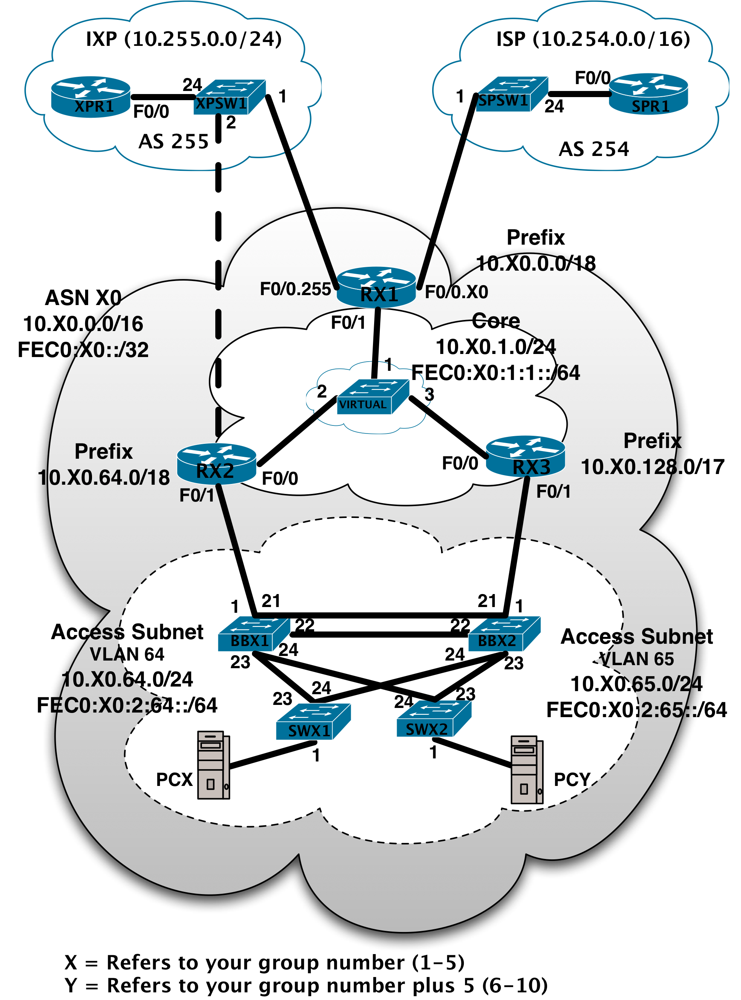 IXP (10.255.0.0/24)
ISP (10.254.0.0/16)
F0/0
24
XPSW1
1
XPR1
F0/0
2
AS 255
1
SPSW1
24
SPR1
AS 254
Prefix
10.X0.0.0/18
F0/0.255
RX1
F0/0.X0
ASN X0
10.X0.0.0/16
FEC0:X0::/32
F0/1
Core
10.X0.1.0/24
FEC0:X0:1:1::/64
1
2
3
VIRTUAL
Prefix
10.X0.64.0/18
RX2
F0/0
F0/1
F0/0
RX3
F0/1
Prefix
10.X0.128.0/17
1
21
21
1
22
22
BBX1
BBX2
24
23
24
23
Access Subnet
VLAN 64
10.X0.64.0/24
FEC0:X0:2:64::/64
Access Subnet
VLAN 65
10.X0.65.0/24
FEC0:X0:2:65::/64
23
24
24
23
SWX1
SWX2
1
1
PCX
PCY
X = Refers to your group number (1-5)
Y = Refers to your group number plus 5 (6-10)